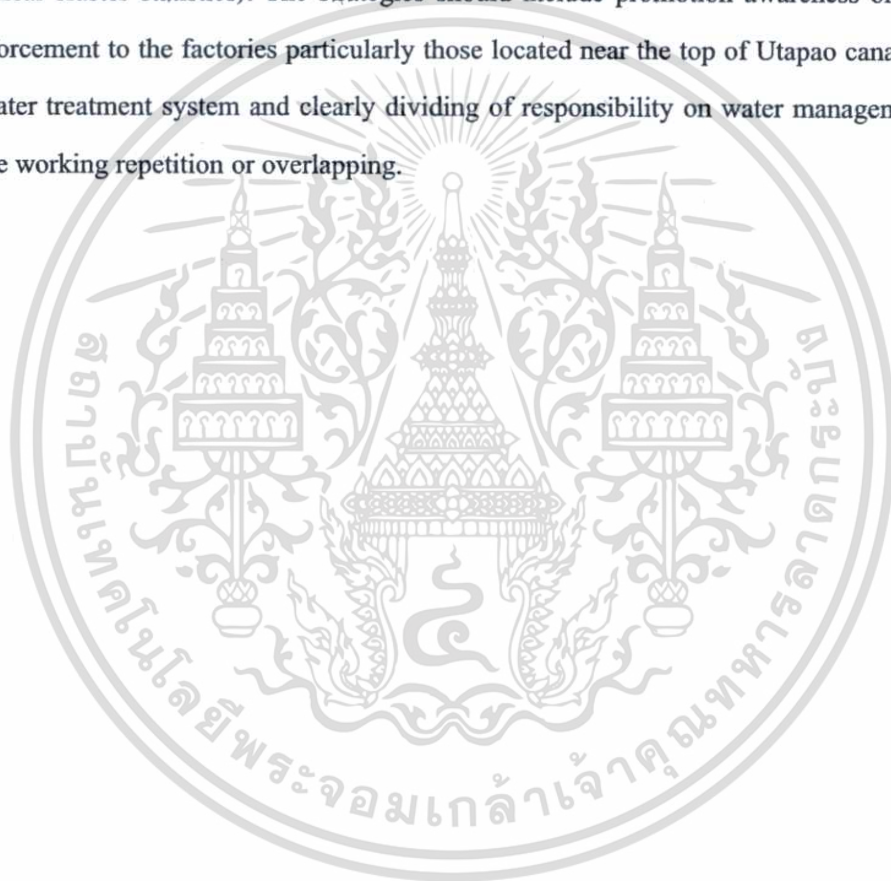 orcement to the factories particularly those located near the top of Utapao cana
ater treatment system and clearly dividing of responsibility on water managen
e working repetition or overlapping.
สถาบันเทคโนโลยีพระจอมเกล้าเจ้าคุณทหารลาดกระบัง